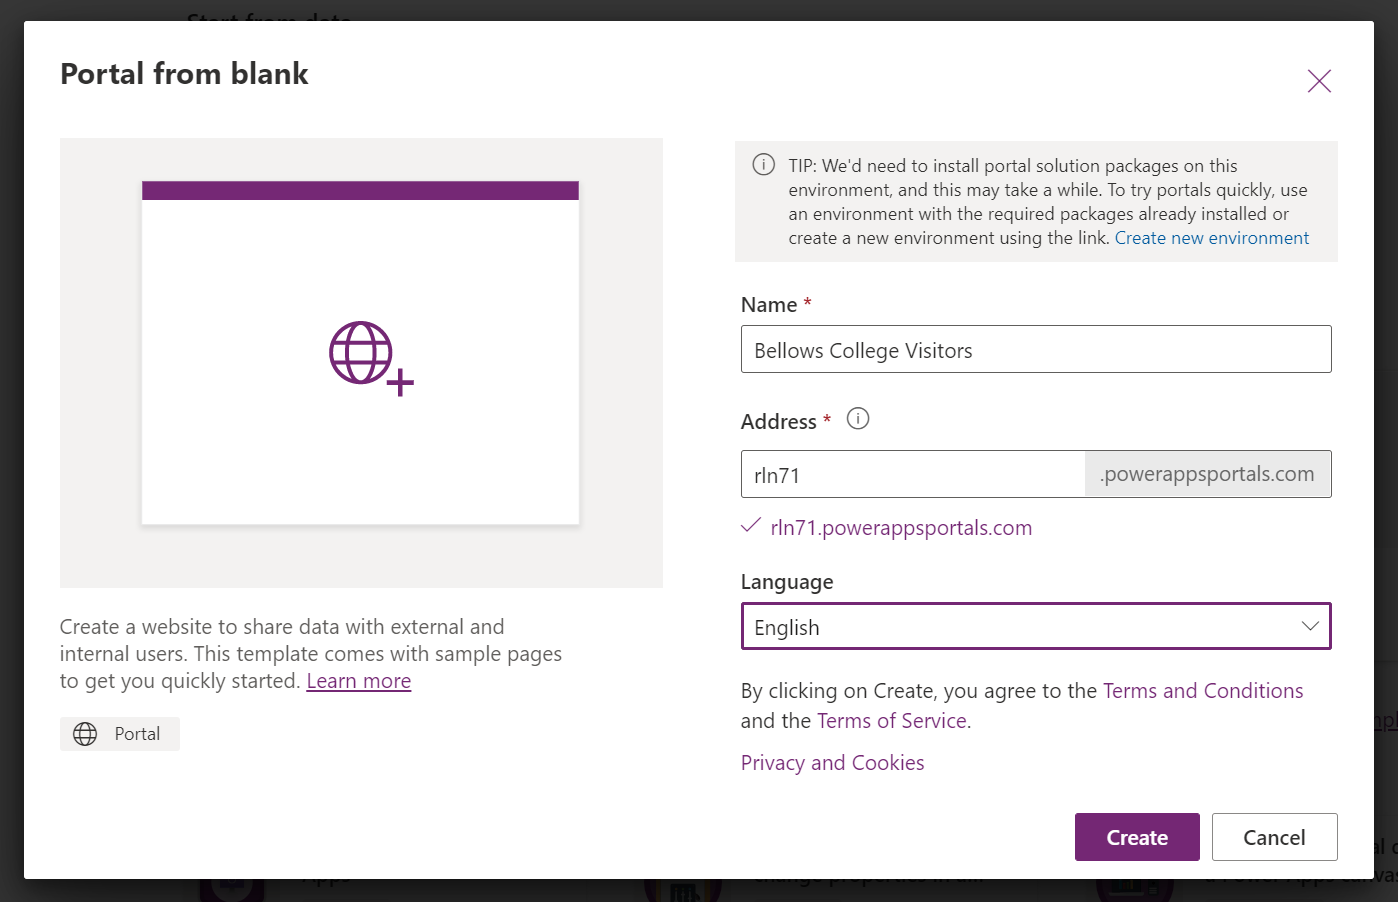 Start from data
Portal from blank
TIP: We'd need to install portal solution packages on this
environment, and this may take a while. To try portals quickly, use
an environment with the required packages already installed or
create a new environment using the link. Create new environment
Name *
Bellows College Visitors
Address *
rln71 .powerappsportals.com
rln71.powerappsportals.com
Language
English
Create a website to share data with external and
internal users. This template comes with sample pages
to get you quickly started. Learn more
Portal
By clicking on Create, you agree to the Terms and Conditions
and the Terms of Service.
Privacy and Cookies
Create Cancel
Apps